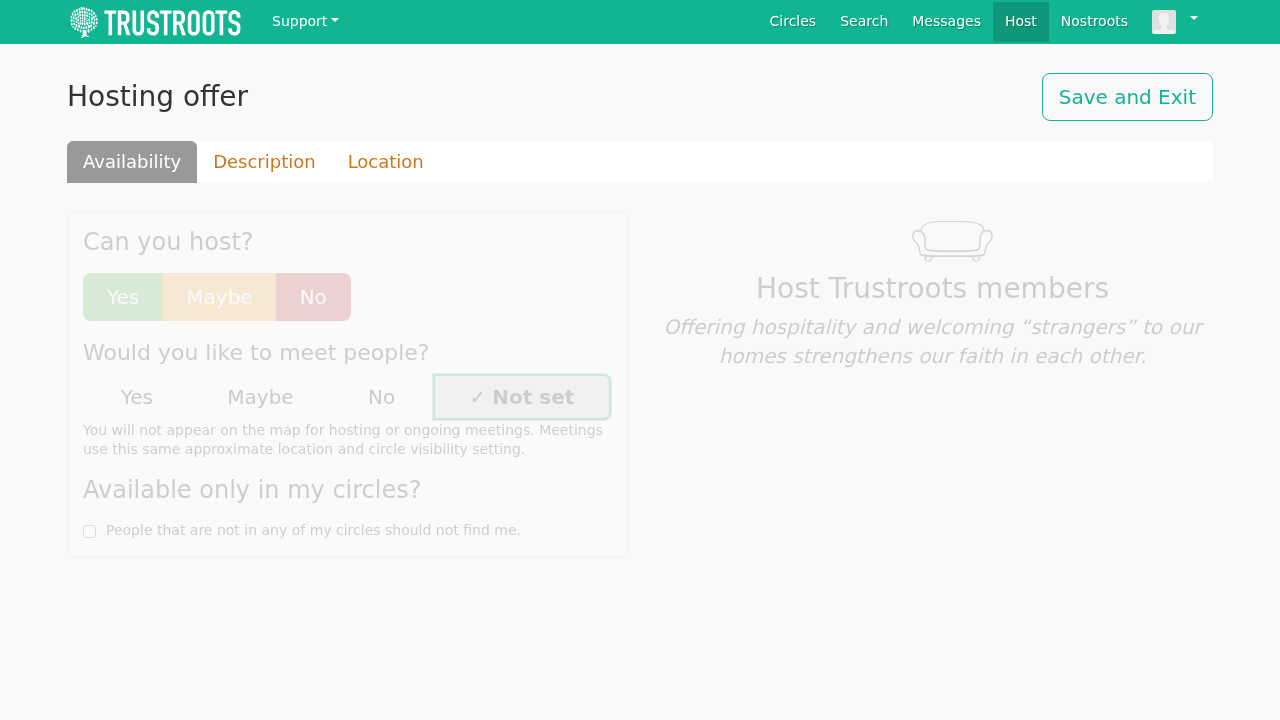 TRUSTROOTS Support Circles Search Messages Host Nostroots
Hosting offer
Save and Exit
Availability Description Location
Can you host?
Yes Maybe No
Would you like to meet people?
Yes Maybe No ✓ Not set
You will not appear on the map for hosting or ongoing meetings. Meetings
use this same approximate location and circle visibility setting.
Available only in my circles?
People that are not in any of my circles should not find me.
Host Trustroots members
Offering hospitality and welcoming “strangers” to our
homes strengthens our faith in each other.